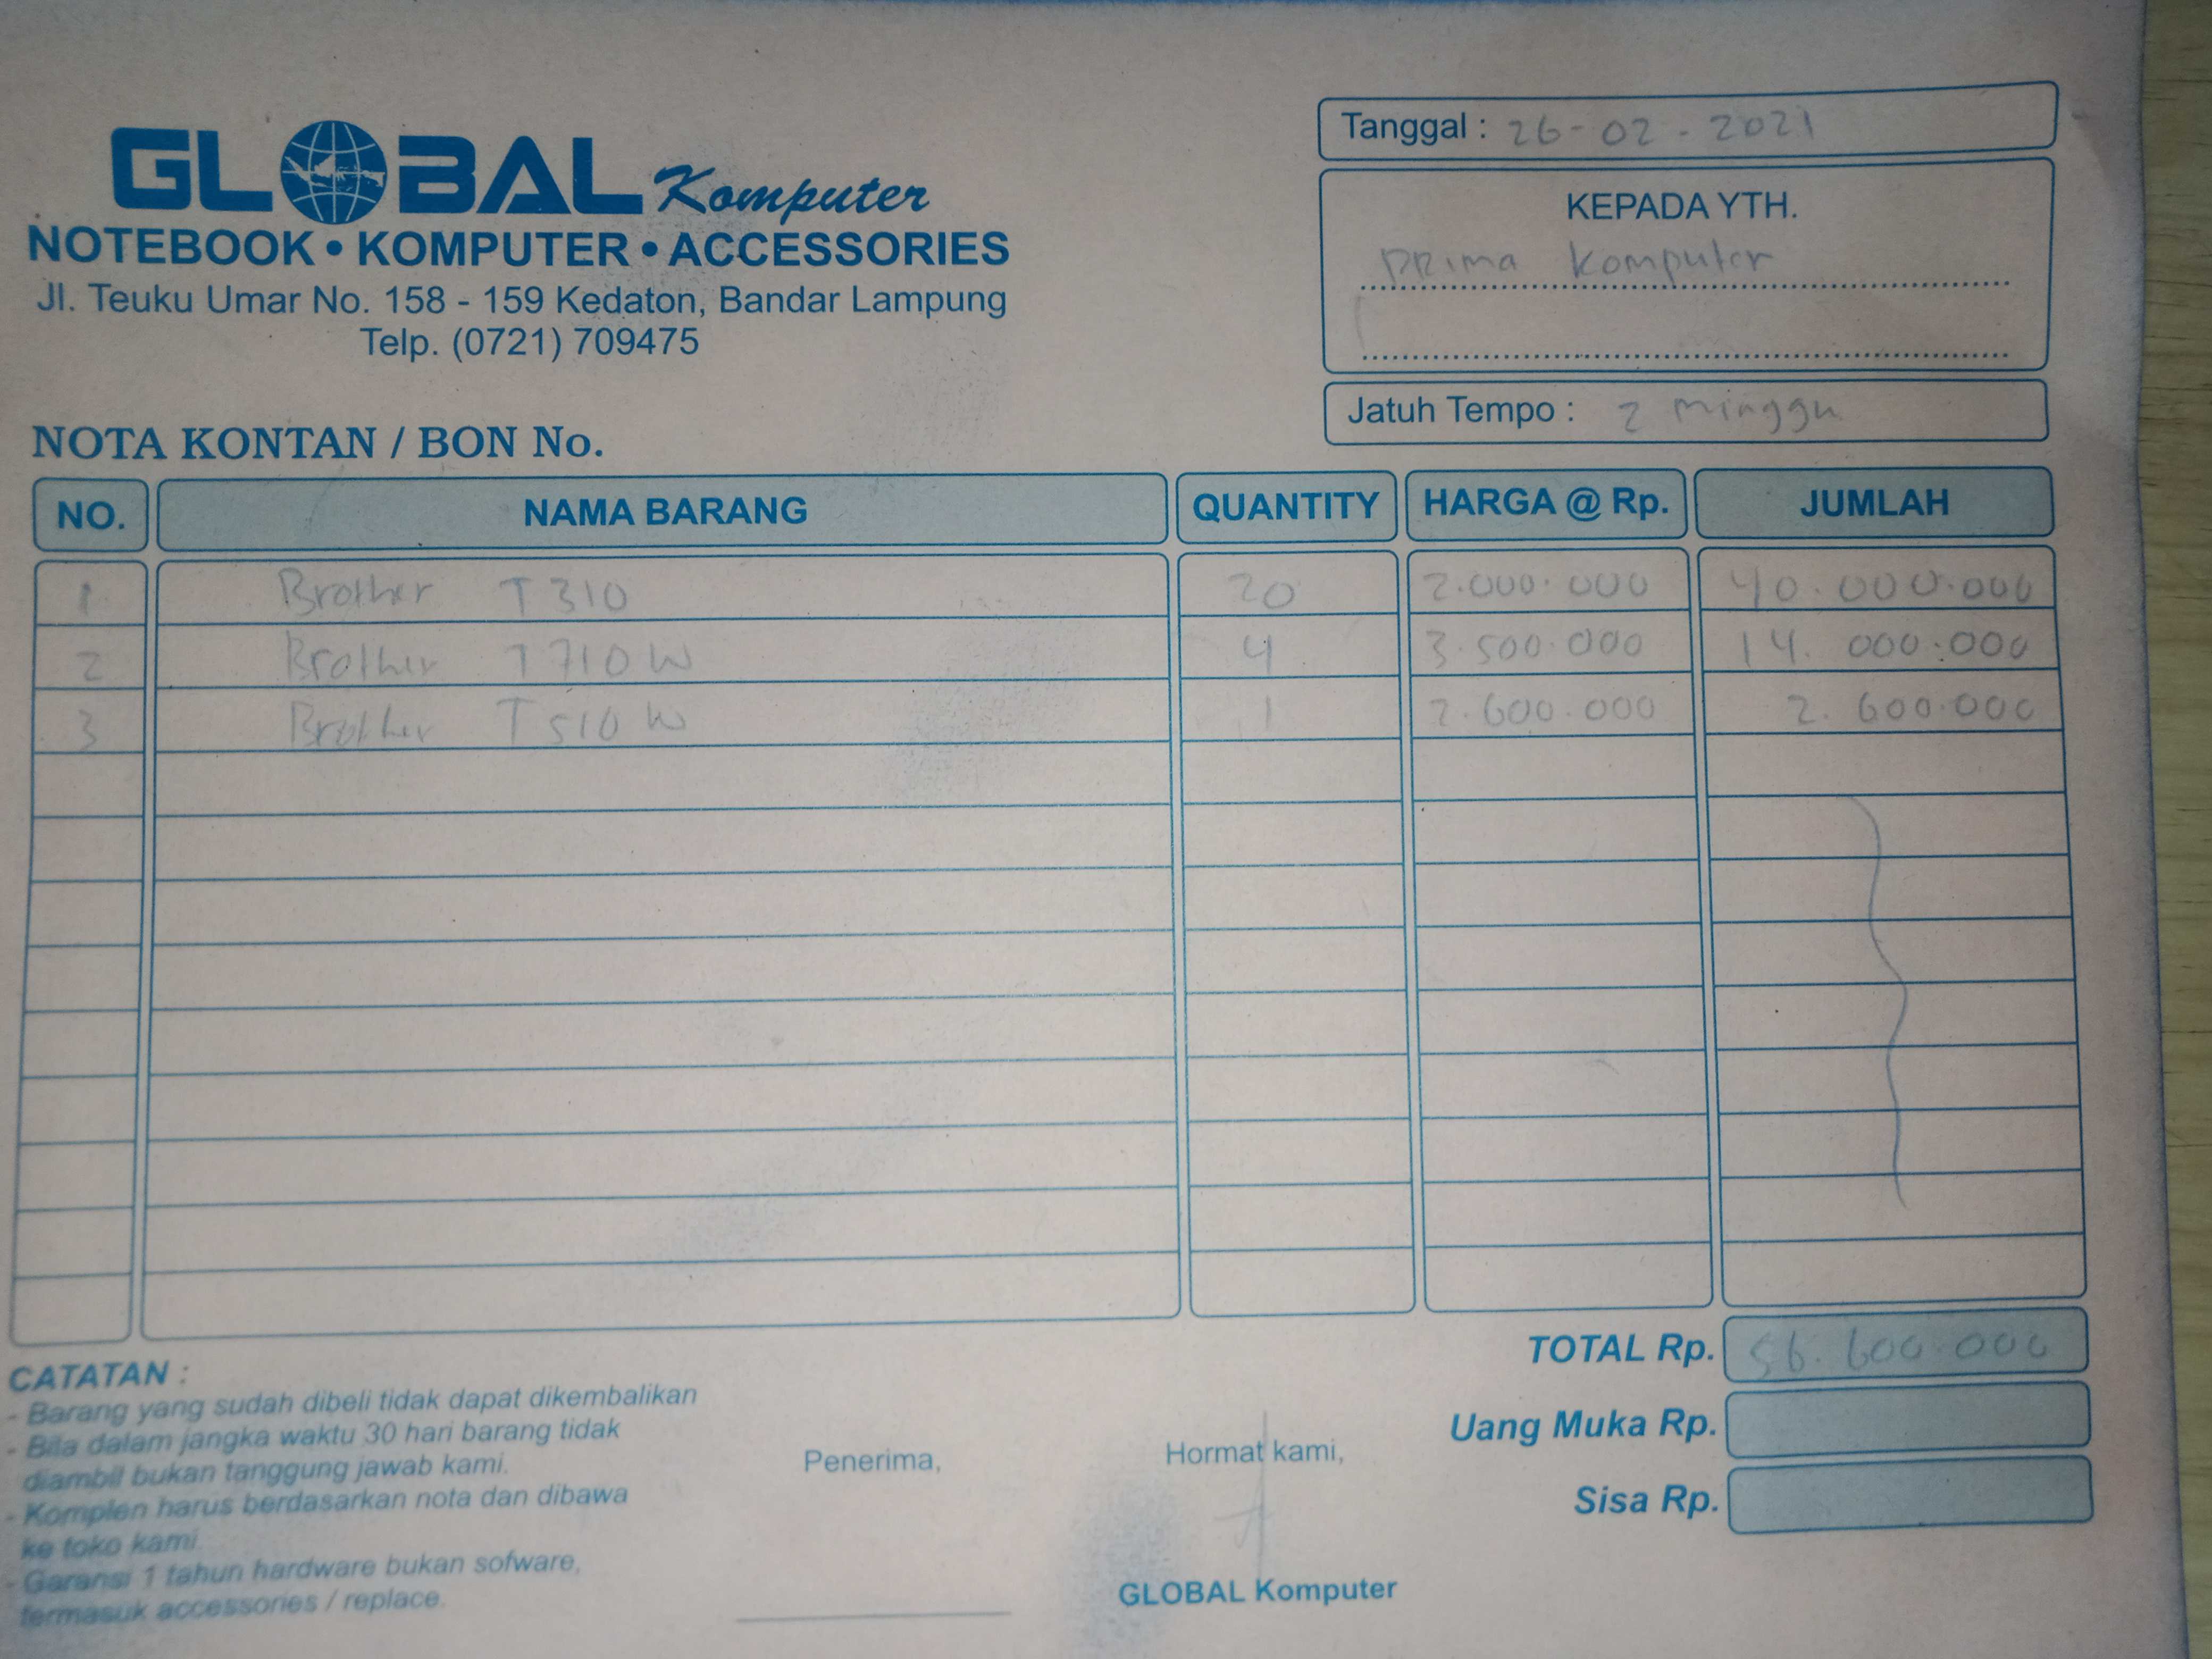 GLOBAL Komputer
NOTEBOOK • KOMPUTER • ACCESSORIES
Jl. Teuku Umar No. 158 - 159 Kedaton, Bandar Lampung
Telp. (0721) 709475
Tanggal : 26-02-2021
KEPADA YTH.
Prima Komputer
Jatuh Tempo : 2 minggu
NOTA KONTAN / BON No.
NO. NAMA BARANG QUANTITY HARGA @ Rp. JUMLAH
1 Brother T310 20 2.000.000 40.000.000
2 Brother T710W 4 3.500.000 14.000.000
3 Brother T510W 1 2.600.000 2.600.000
TOTAL Rp. 56.600.000
Uang Muka Rp.
Sisa Rp.
CATATAN :
- Barang yang sudah dibeli tidak dapat dikembalikan
- Bila dalam jangka waktu 30 hari barang tidak
diambil bukan tanggung jawab kami.
- Komplen harus berdasarkan nota dan dibawa
ke toko kami.
- Garansi 1 tahun hardware bukan sofware,
termasuk accessories / replace.
Penerima,
Hormat kami,
GLOBAL Komputer